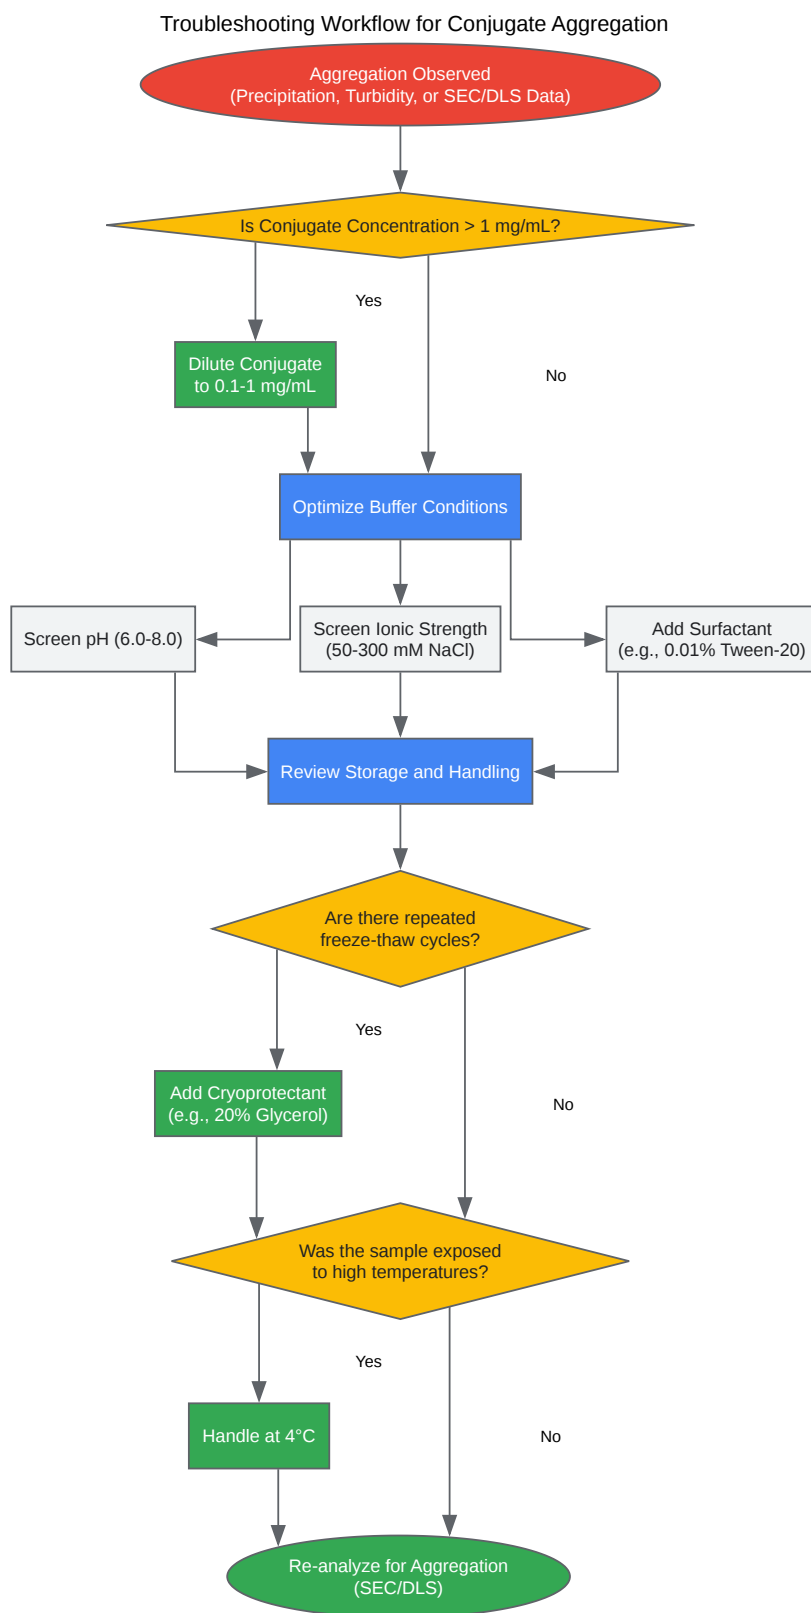 Troubleshooting Workflow for Conjugate Aggregation
Aggregation Observed
(Precipitation, Turbidity, or SEC/DLS Data)
Is Conjugate Concentration > 1 mg/mL?
Yes
Dilute Conjugate
to 0.1-1 mg/mL
No
Optimize Buffer Conditions
Screen pH (6.0-8.0)
Screen Ionic Strength
(50-300 mM NaCl)
Add Surfactant
(e.g., 0.01% Tween-20)
Review Storage and Handling
Are there repeated
freeze-thaw cycles?
Yes
Add Cryoprotectant
(e.g., 20% Glycerol)
No
Was the sample exposed
to high temperatures?
Yes
Handle at 4°C
No
Re-analyze for Aggregation
(SEC/DLS)